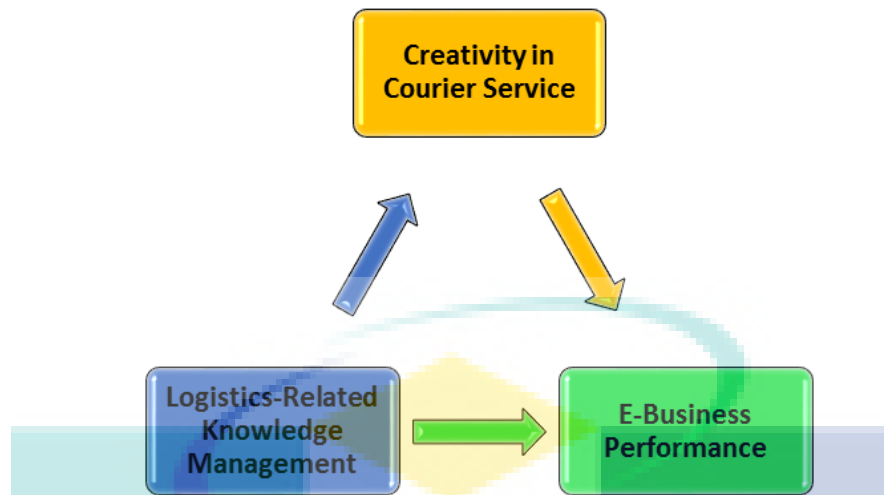 Creativity in
Courier Service
Logistics-Related
Knowledge
Management
E-Business
Performance